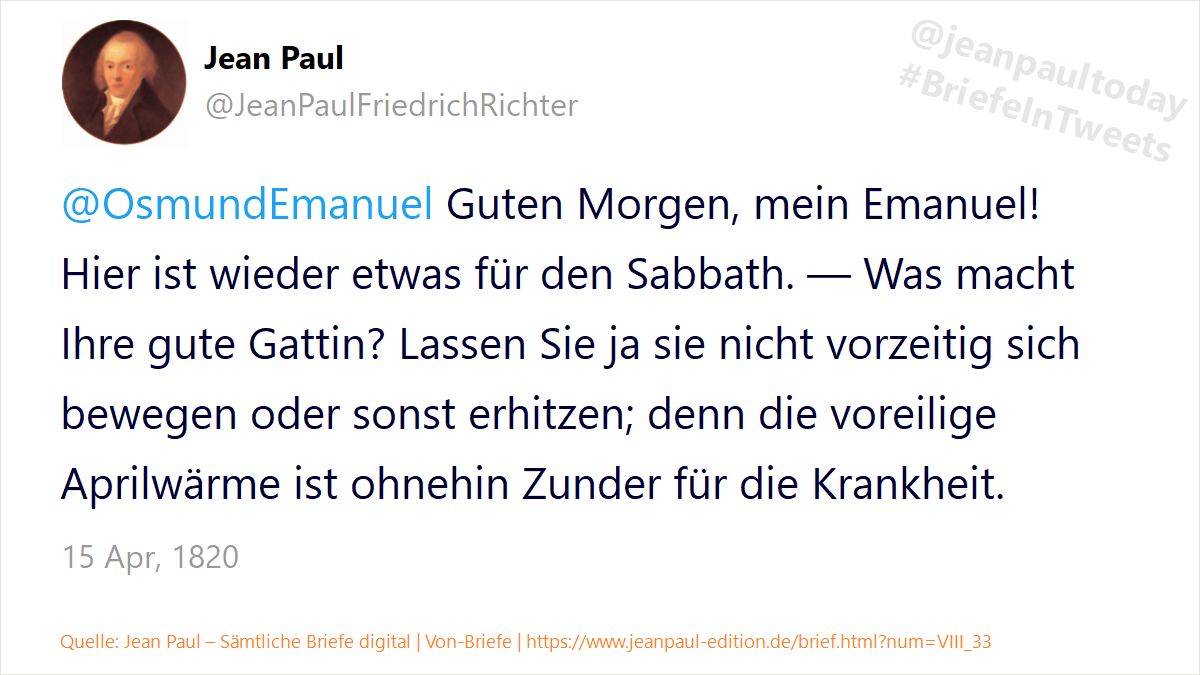 Jean Paul
@JeanPaulFriedrichRichter
@jeanpaultoday
#BriefeInTweets
@OsmundEmanuel Guten Morgen, mein Emanuel!
Hier ist wieder etwas für den Sabbath. — Was macht
Ihre gute Gattin? Lassen Sie ja sie nicht vorzeitig sich
bewegen oder sonst erhitzen; denn die voreilige
Aprilwärme ist ohnehin Zunder für die Krankheit.
15 Apr, 1820
Quelle: Jean Paul – Sämtliche Briefe digital | Von-Briefe | https://www.jeanpaul-edition.de/brief.html?num=VIII_33